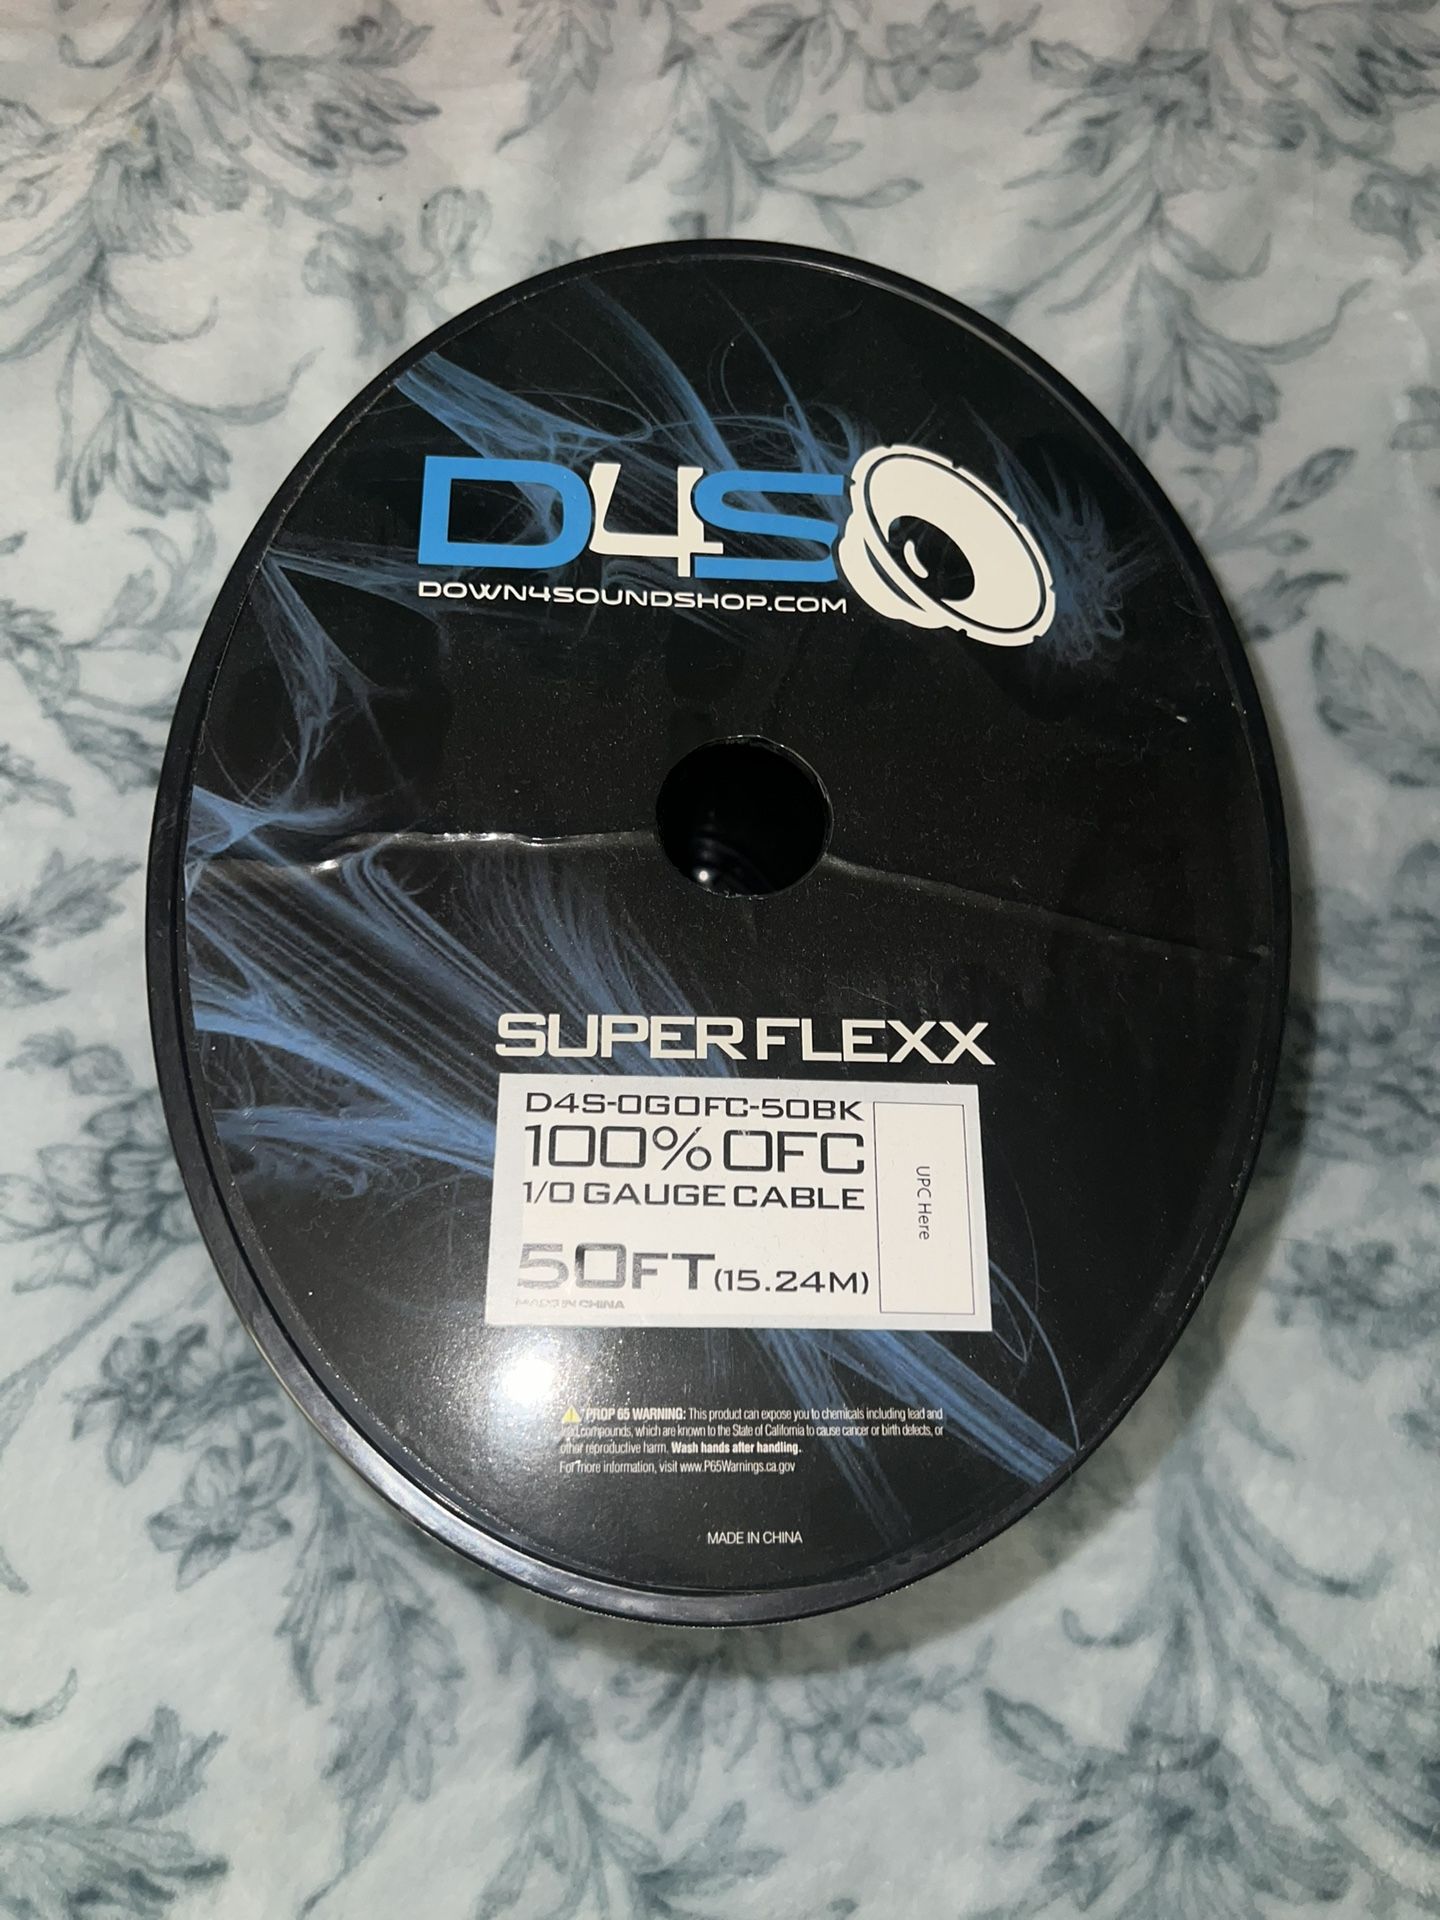 D4S
DOWN4SOUNDSHOP.COM
SUPER FLEXX
D4S-0GOFC-50BK
100% OFC
1/0 GAUGE CABLE
50FT (15.24M)
MADE IN CHINA
UPC Here
PROP 65 WARNING: This product can expose you to chemicals including lead and
lead compounds, which are known to the State of California to cause cancer or birth defects, or
other reproductive harm. Wash hands after handling.
For more information, visit www.P65Warnings.ca.gov
MADE IN CHINA